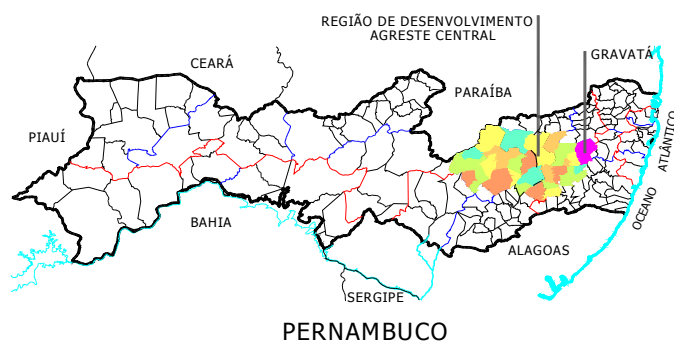 REGIÃO DE DESENVOLVIMENTO
AGRESTE CENTRAL
GRAVATÁ
CEARÁ
PARAÍBA
PIAUÍ
OCEANO ATLÂNTICO
BAHIA
ALAGOAS
SERGIPE
PERNAMBUCO